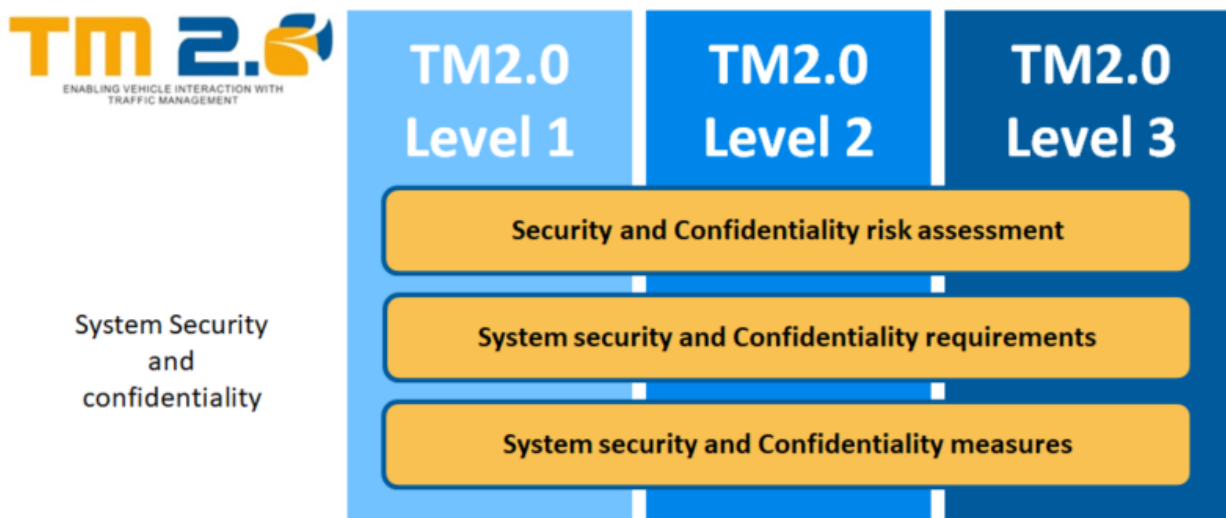 TM 2.0
ENABLING VEHICLE INTERACTION WITH
TRAFFIC MANAGEMENT
TM2.0
Level 1
TM2.0
Level 2
TM2.0
Level 3
System Security
and
confidentiality
Security and Confidentiality risk assessment
System security and Confidentiality requirements
System security and Confidentiality measures